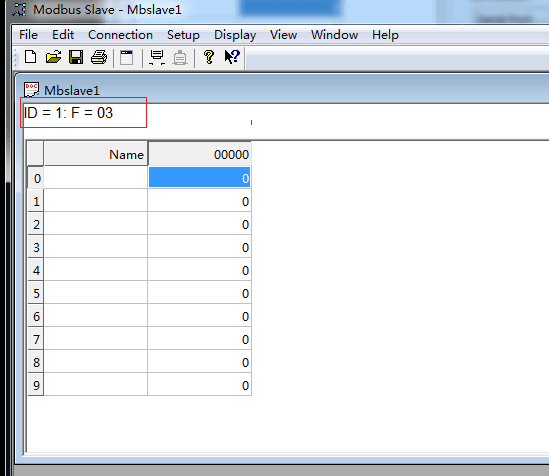 Modbus Slave - Mbslave1
File Edit Connection Setup Display View Window Help
Mbslave1
ID = 1: F = 03
Name 00000
0 0
1 0
2 0
3 0
4 0
5 0
6 0
7 0
8 0
9 0